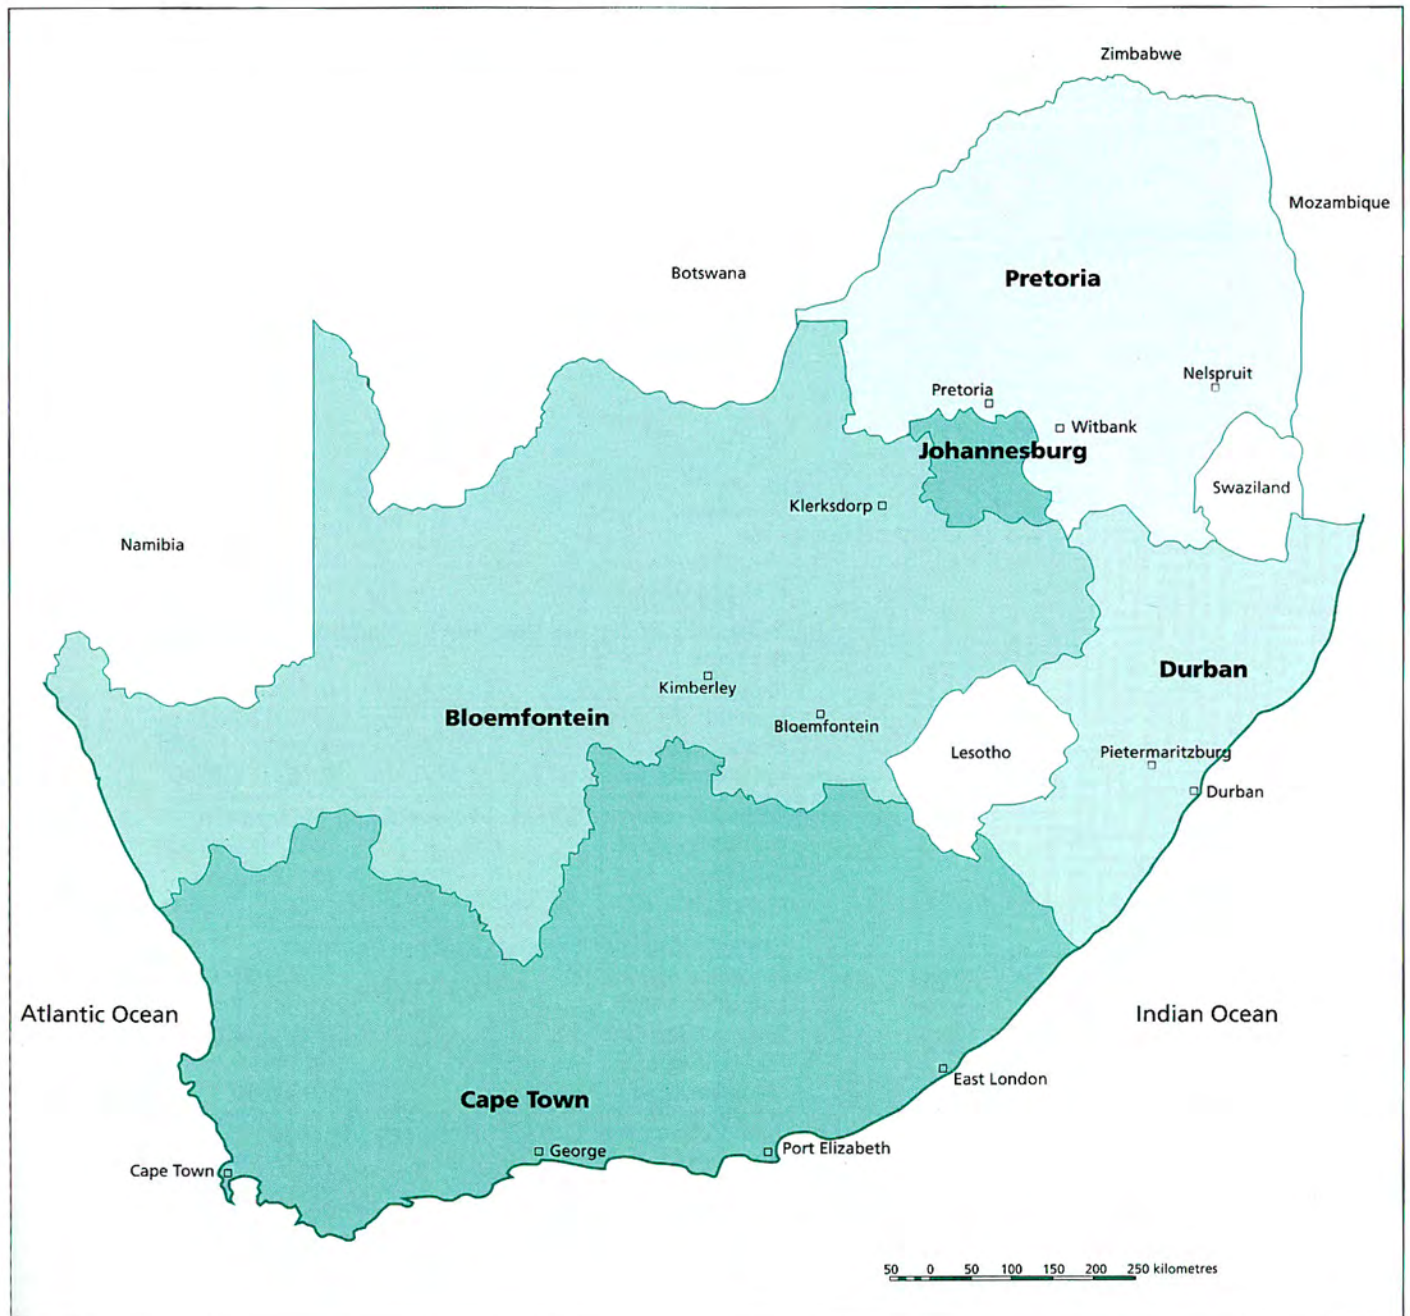 Zimbabwe
Mozambique
Botswana
Pretoria
Nelspruit
Pretoria
Witbank
Johannesburg
Swaziland
Klerksdorp
Namibia
Durban
Kimberley
Bloemfontein
Bloemfontein
Lesotho
Pietermaritzburg
Durban
Atlantic Ocean
Indian Ocean
East London
Cape Town
George
Port Elizabeth
Cape Town
50 0 50 100 150 200 250 kilometres